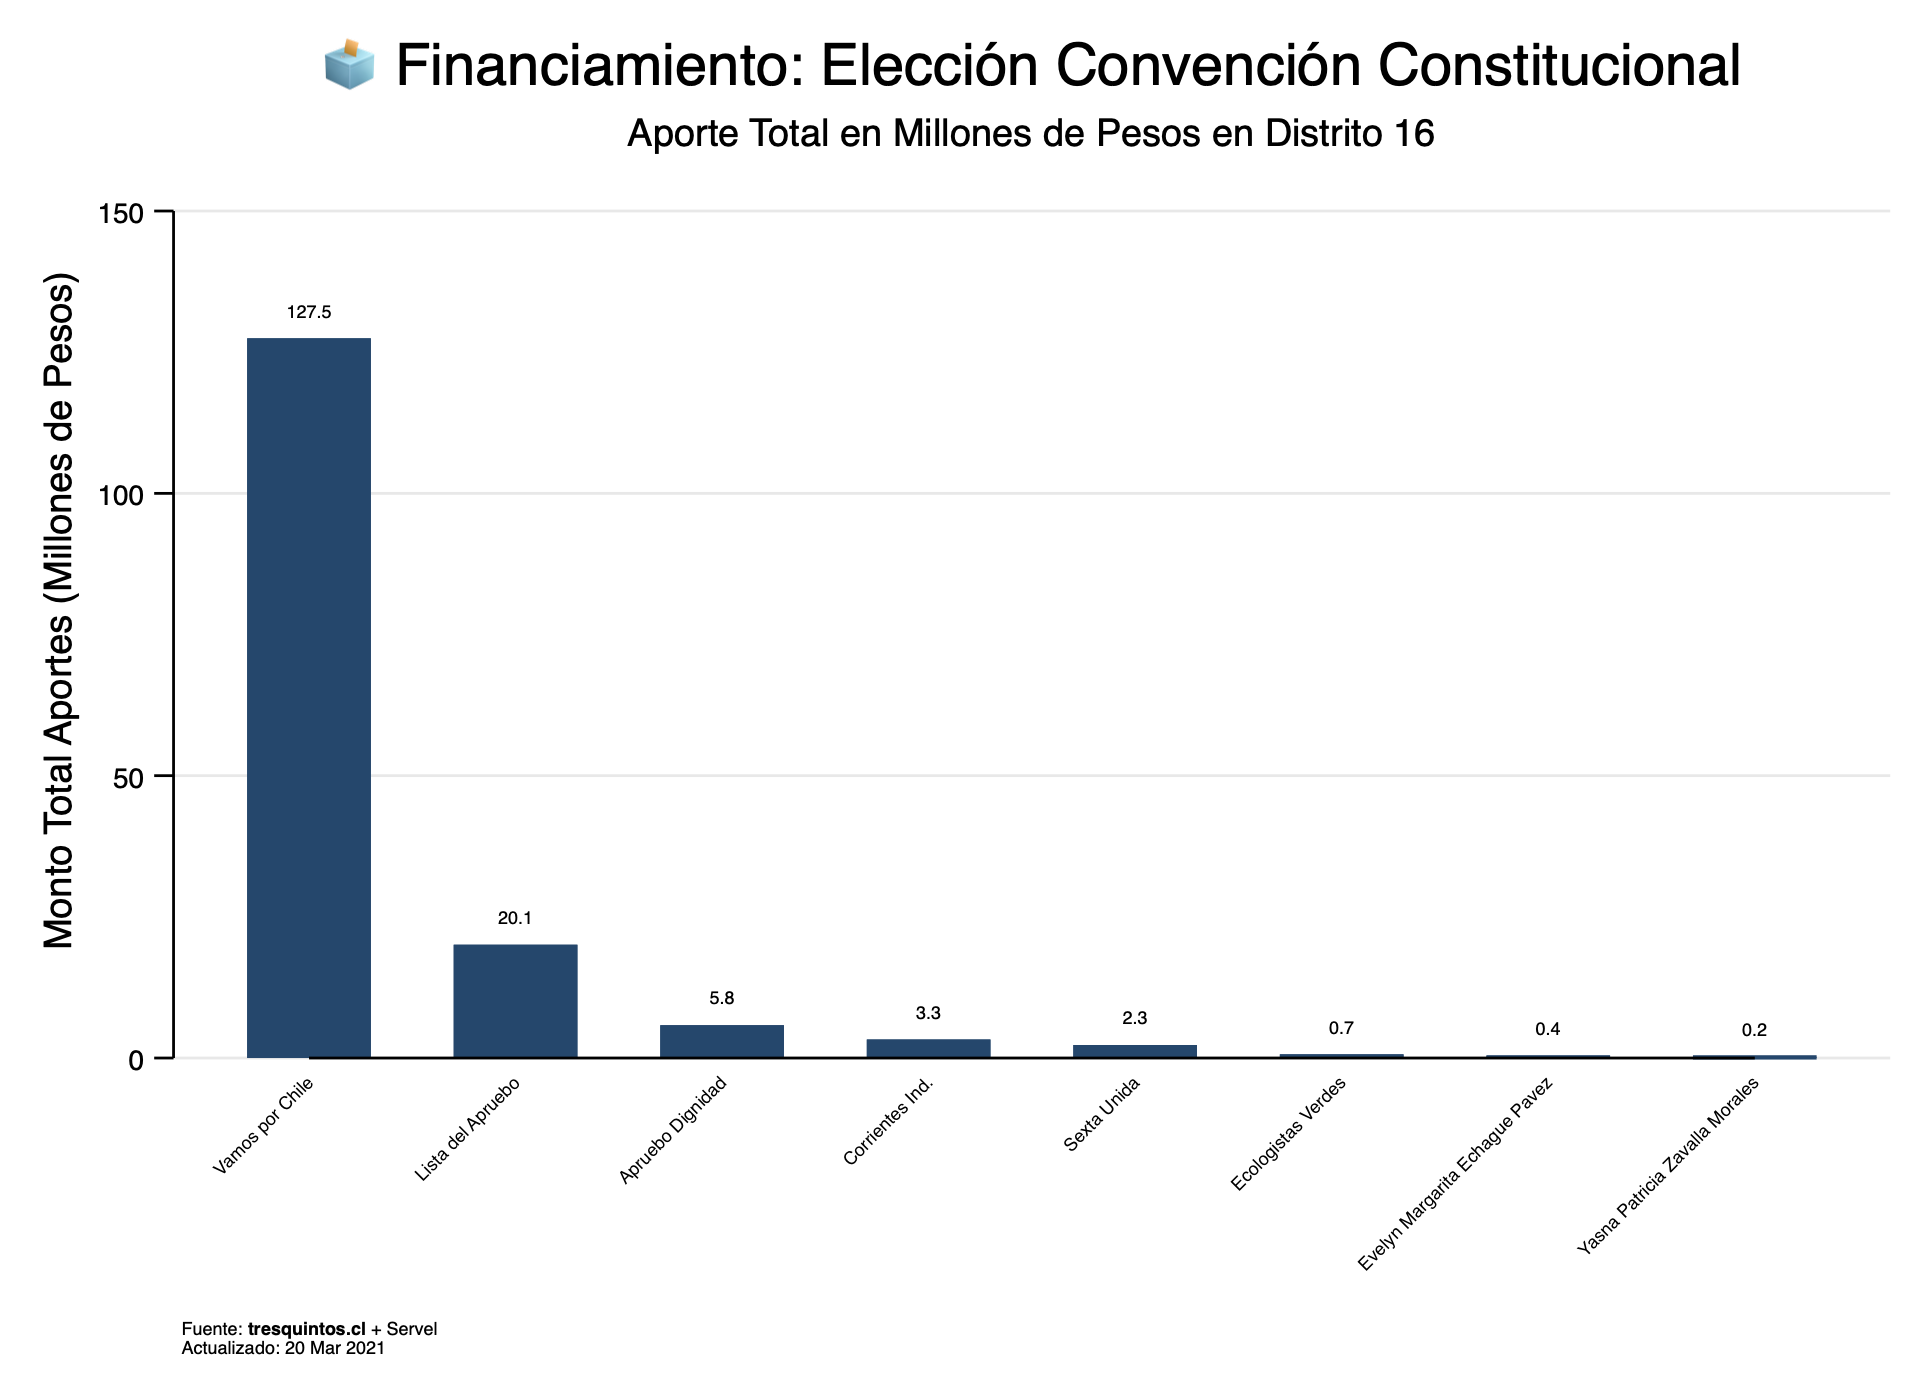 Financiamiento: Elección Convención Constitucional
Aporte Total en Millones de Pesos en Distrito 16
Monto Total Aportes (Millones de Pesos)
150
100
50
0
127.5
20.1
5.8
3.3
2.3
0.7
0.4
0.2
Vamos por Chile
Lista del Apruebo
Apruebo Dignidad
Corrientes Ind.
Sexta Unida
Ecologistas Verdes
Evelyn Margarita Echague Pavez
Yasna Patricia Zavalla Morales
Fuente: tresquintos.cl + Servel
Actualizado: 20 Mar 2021